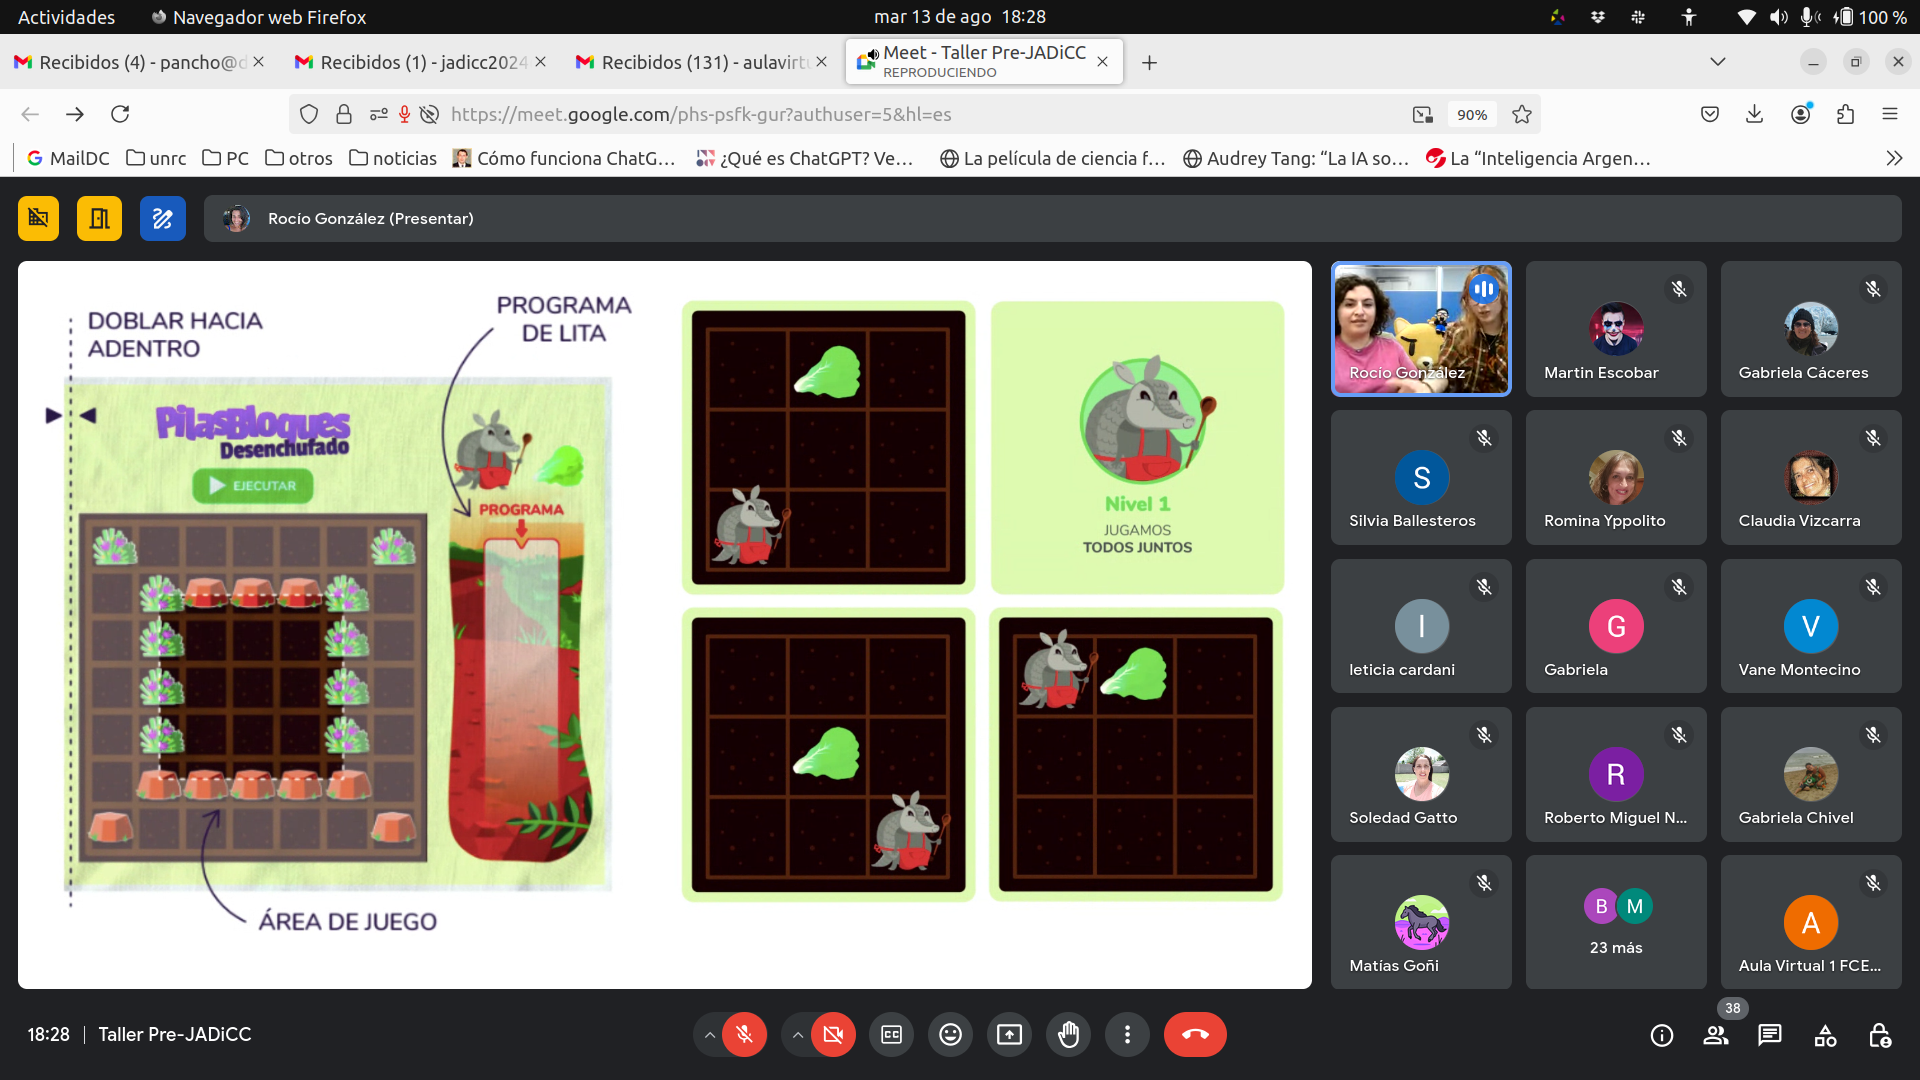 Actividades
Navegador web Firefox
mar 13 de ago 18:28
100 %
Recibidos (4) - pancho@d
Recibidos (1) - jadicc2024
Recibidos (131) - aulavirtu
Meet - Taller Pre-JADiCC
REPRODUCIENDO
https://meet.google.com/phs-psfk-gur?authuser=5&hl=es
90%
MailDC
unrc
PC
otros
noticias
Cómo funciona ChatG…
¿Qué es ChatGPT? Ve…
La película de ciencia f…
Audrey Tang: “La IA so…
La “Inteligencia Argen…
Rocío González (Presentar)
DOBLAR HACIA
ADENTRO
PROGRAMA
DE LITA
PilasBloques
Desenchufado
EJECUTAR
PROGRAMA
ÁREA DE JUEGO
Nivel 1
JUGAMOS
TODOS JUNTOS
Rocío González
Martin Escobar
Gabriela Cáceres
S
Silvia Ballesteros
Romina Yppolito
Claudia Vizcarra
l
leticia cardani
G
Gabriela
V
Vane Montecino
Soledad Gatto
R
Roberto Miguel N...
Gabriela Chivel
Matías Goñi
B
M
23 más
A
Aula Virtual 1 FCE...
18:28
Taller Pre-JADiCC
38